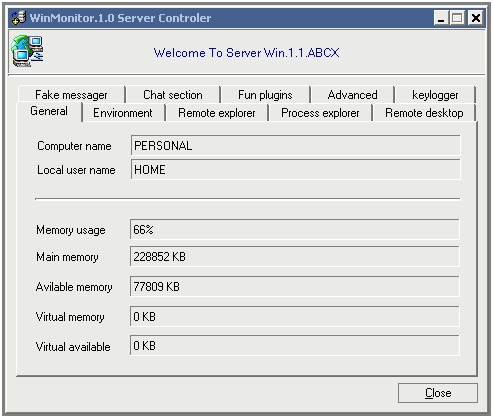 WinMonitor.1.0 Server Controler
Welcome To Server Win.1.1.ABCX
Fake messager Chat section Fun plugins Advanced keylogger
General Environment Remote explorer Process explorer Remote desktop
Computer name PERSONAL
Local user name HOME
Memory usage 66%
Main memory 228852 KB
Avilable memory 77809 KB
Virtual memory 0 KB
Virtual available 0 KB
Close